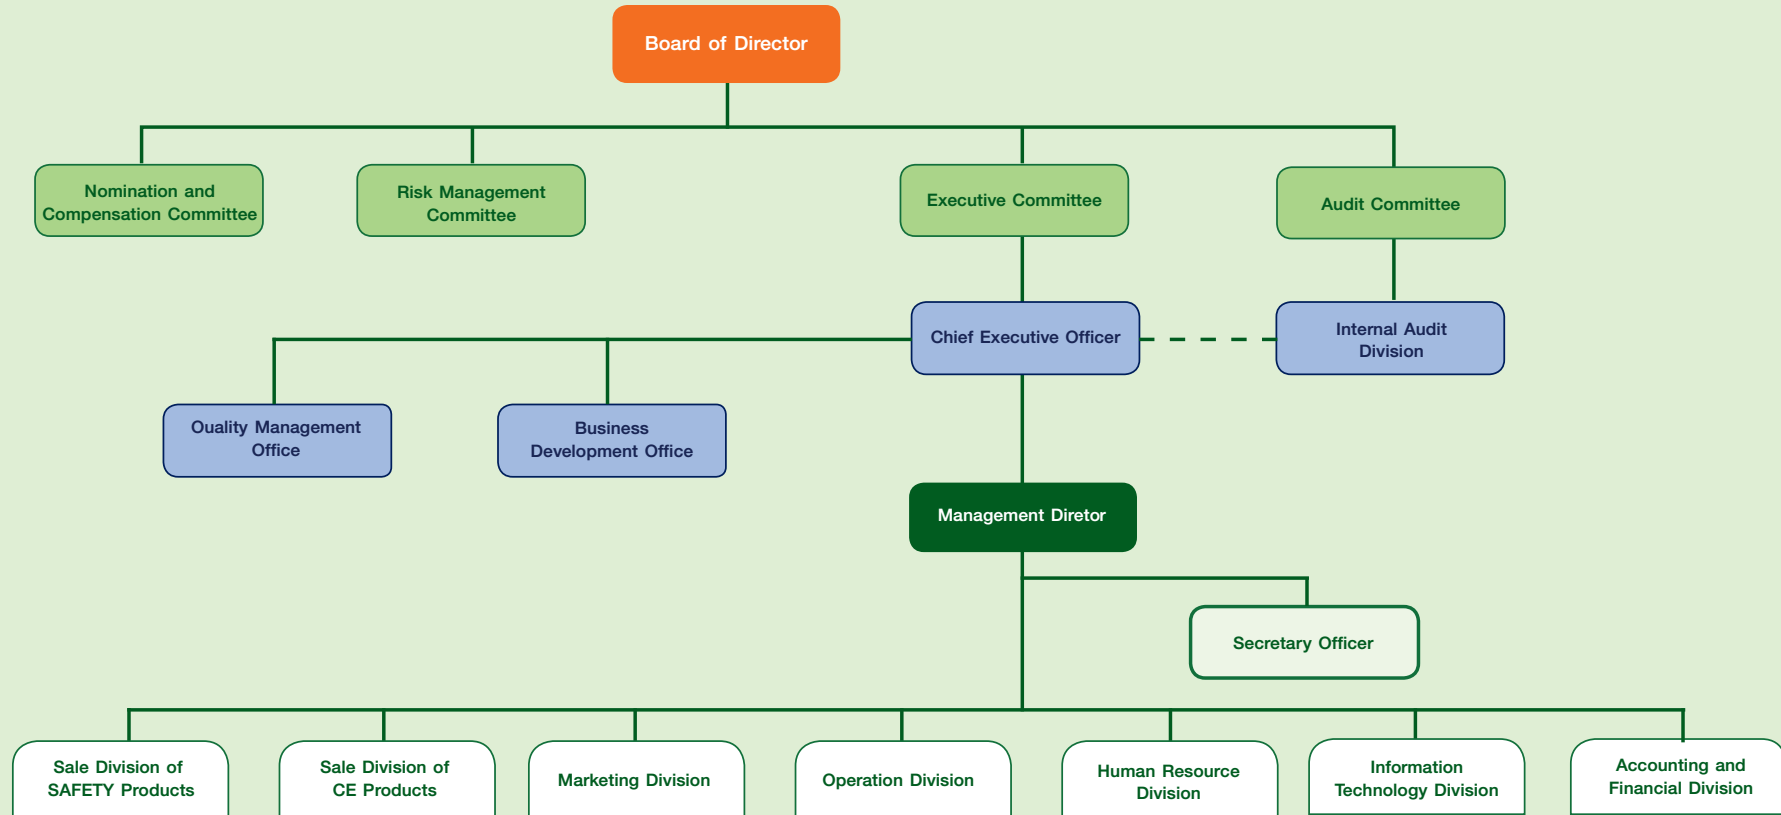 Board of Director
Nomination and
Compensation Committee
Risk Management
Committee
Executive Committee
Audit Committee
Chief Executive Officer
Internal Audit
Division
Ouality Management
Office
Business
Development Office
Management Diretor
Secretary Officer
Sale Division of
SAFETY Products
Sale Division of
CE Products
Marketing Division
Operation Division
Human Resource
Division
Information
Technology Division
Accounting and
Financial Division